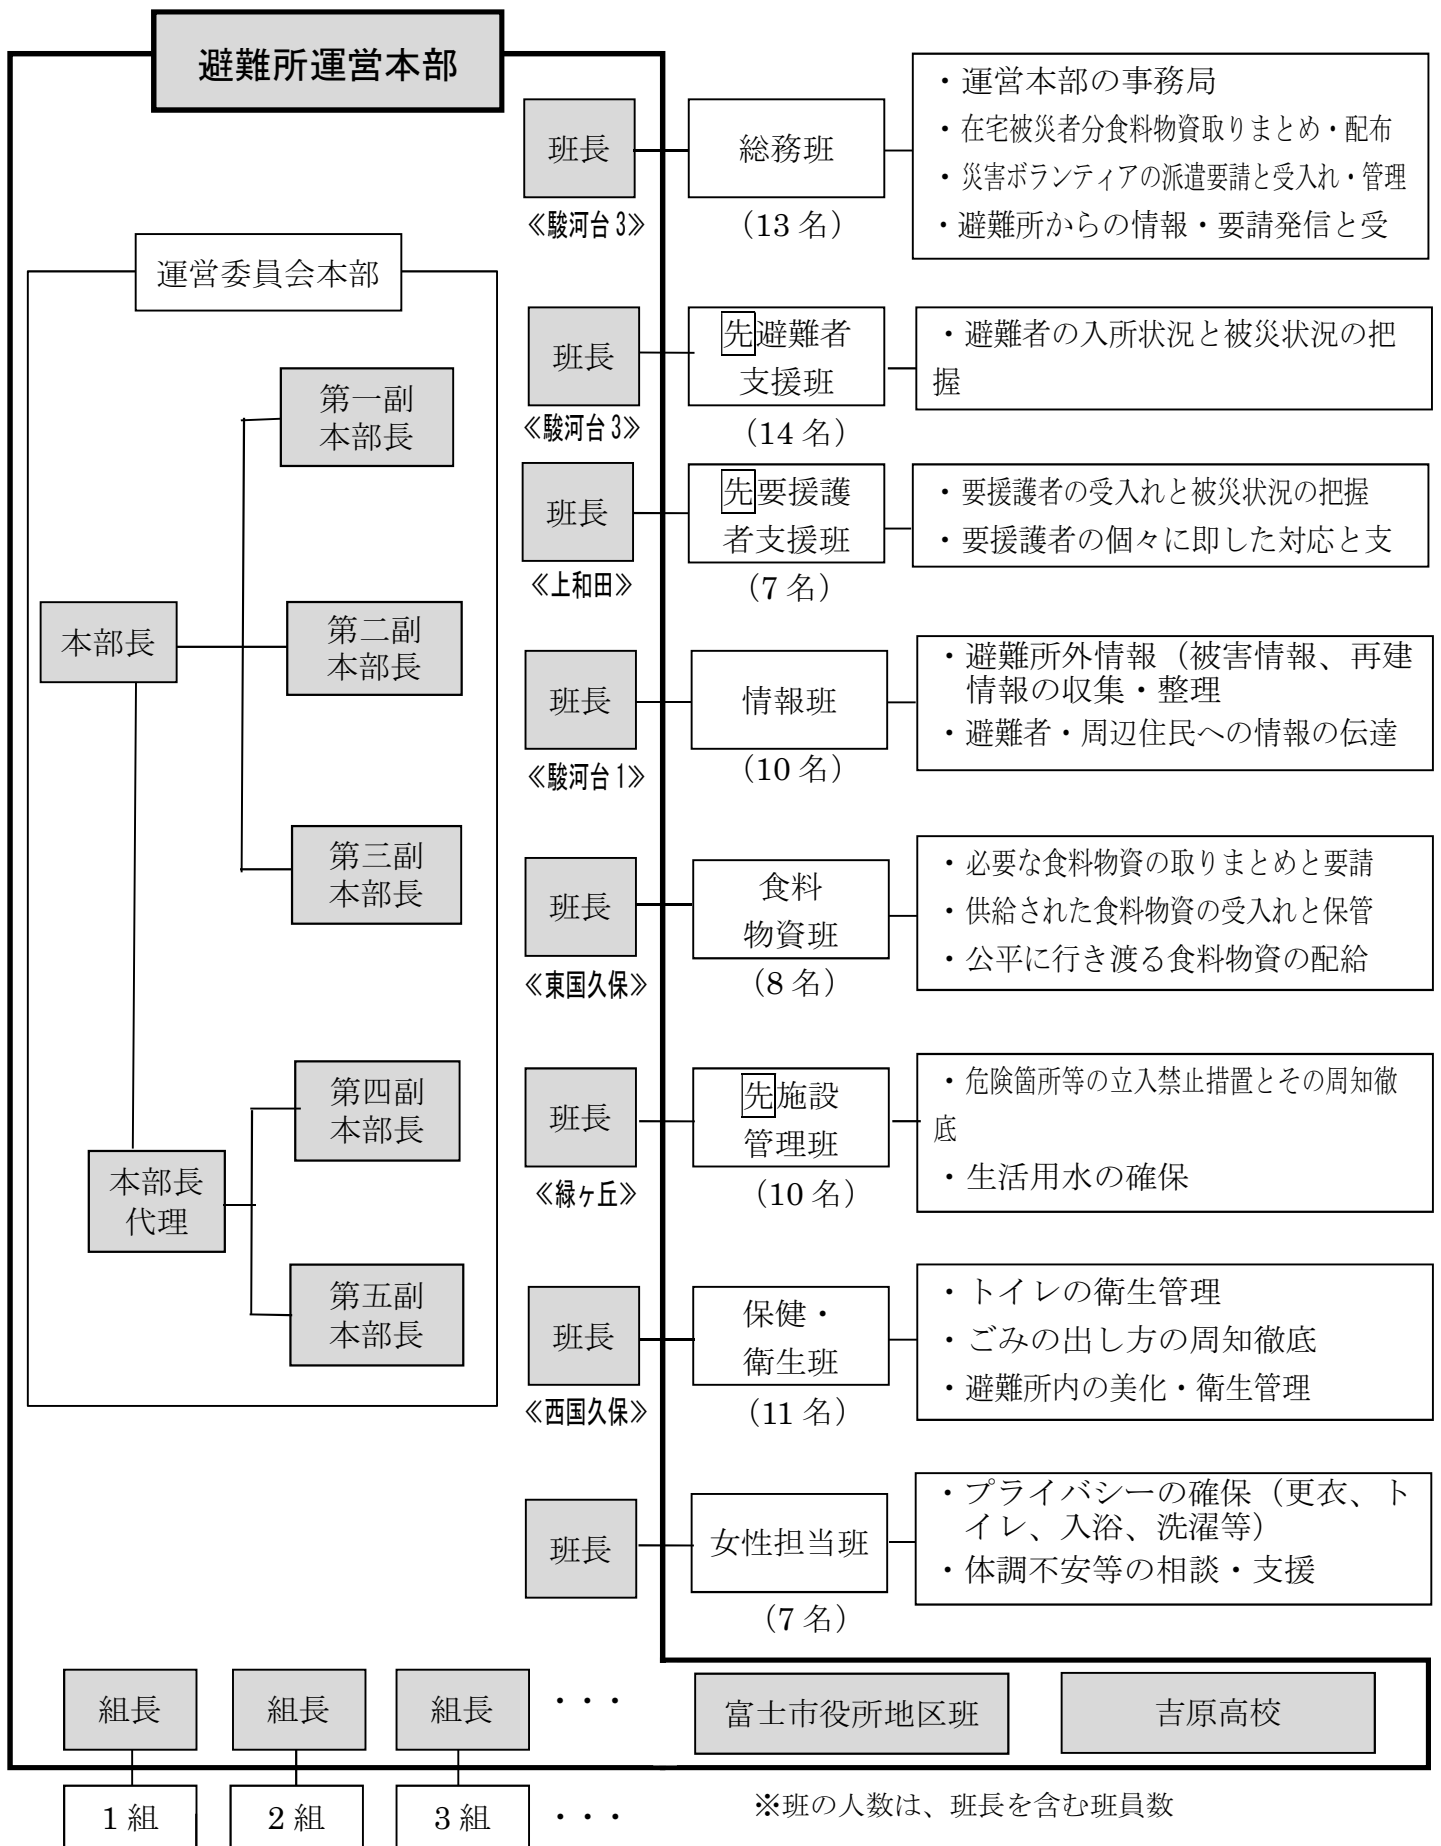 避難所運営本部
運営委員会本部
本部長
第一副
本部長
第二副
本部長
第三副
本部長
本部長
代理
第四副
本部長
第五副
本部長
班長
《駿河台3》
総務班
（13 名）
・運営本部の事務局
・在宅被災者分食料物資取りまとめ・配布
・災害ボランティアの派遣要請と受入れ・管理
・避難所からの情報・要請発信と受
班長
《駿河台3》
先避難者
支援班
（14 名）
・避難者の入所状況と被災状況の把
握
班長
《上和田》
先要援護
者支援班
（7 名）
・要援護者の受入れと被災状況の把握
・要援護者の個々に即した対応と支
班長
《駿河台1》
情報班
（10 名）
・避難所外情報（被害情報、再建
情報の収集・整理
・避難者・周辺住民への情報の伝達
班長
《東国久保》
食料
物資班
（8 名）
・必要な食料物資の取りまとめと要請
・供給された食料物資の受入れと保管
・公平に行き渡る食料物資の配給
班長
《緑ヶ丘》
先施設
管理班
（10 名）
・危険箇所等の立入禁止措置とその周知徹
底
・生活用水の確保
班長
《西国久保》
保健・
衛生班
（11 名）
・トイレの衛生管理
・ごみの出し方の周知徹底
・避難所内の美化・衛生管理
班長
女性担当班
（7 名）
・プライバシーの確保（更衣、ト
イレ、入浴、洗濯等）
・体調不安等の相談・支援
組長
組長
組長
・・・
富士市役所地区班
吉原高校
1 組
2 組
3 組
・・・
※班の人数は、班長を含む班員数